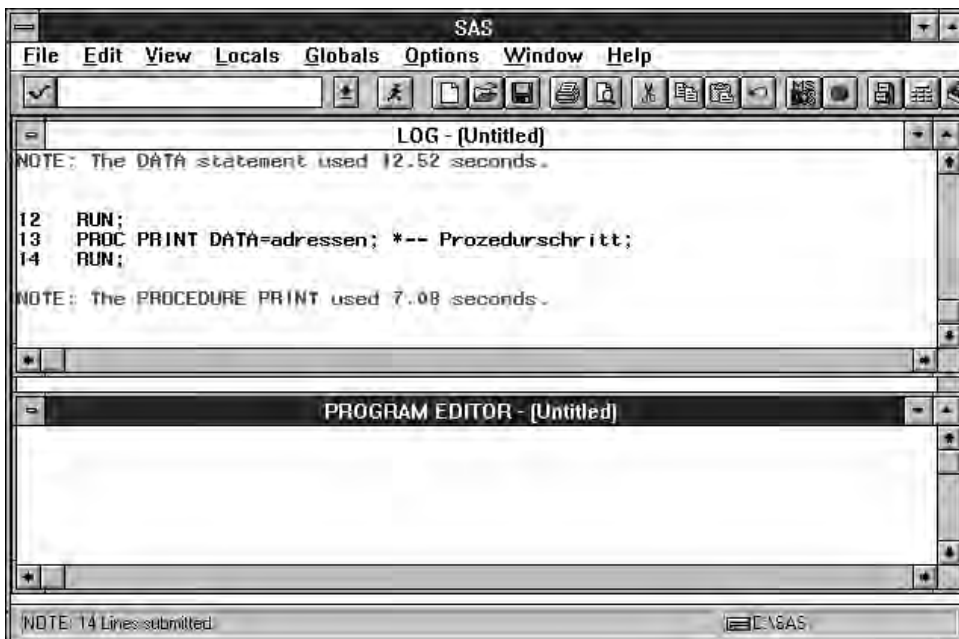 SAS
File Edit View Locals Globals Options Window Help
LOG - (Untitled)
NOTE: The DATA statement used 12.52 seconds.
12 RUN;
13 PROC PRINT DATA=adressen; *-- Prozedurschritt;
14 RUN;
NOTE: The PROCEDURE PRINT used 7.08 seconds.
PROGRAM EDITOR - (Untitled)
NOTE: 14 Lines submitted.